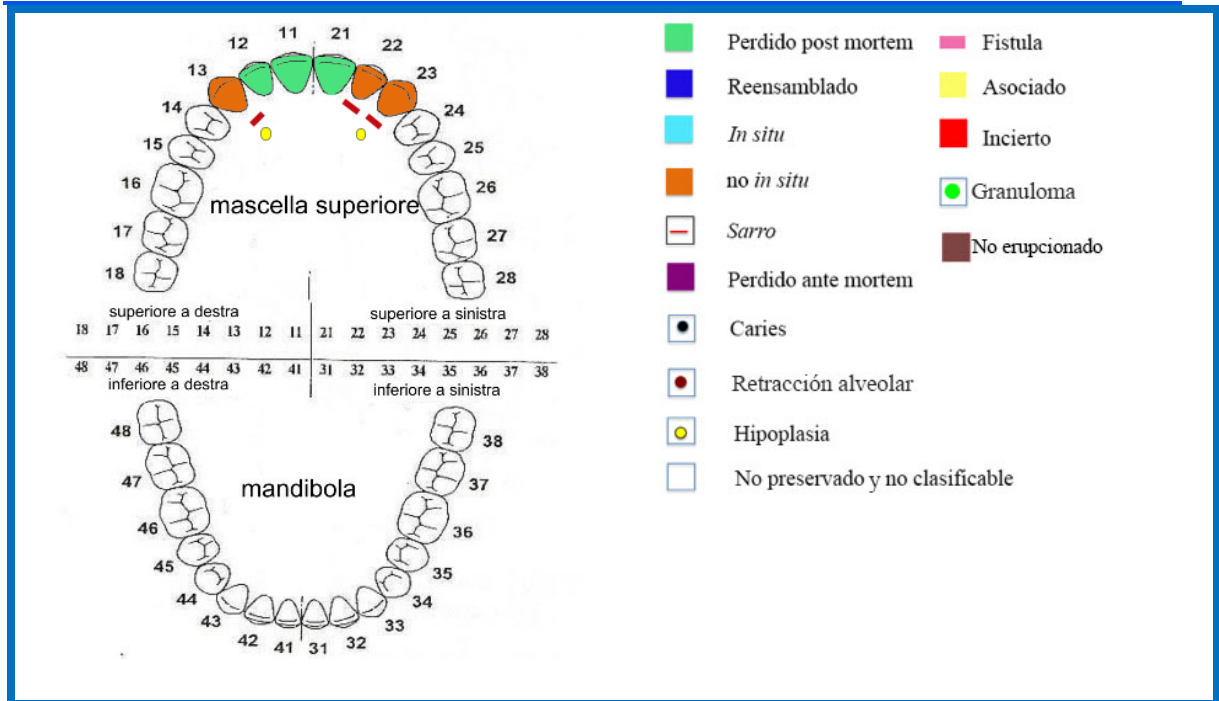 11 21
12 22
13 23
14 24
15 25
16 26
mascella superiore
17 27
18 28
superiore a destra superiore a sinistra
18 17 16 15 14 13 12 11 21 22 23 24 25 26 27 28
48 47 46 45 44 43 42 41 31 32 33 34 35 36 37 38
inferiore a destra inferiore a sinistra
48 38
47 37
mandibola
46 36
45 35
44 34
43 33
42 41 31 32
Perdido post mortem
Reensamblado
In situ
no in situ
Sarro
Perdido ante mortem
Caries
Retracción alveolar
Hipoplasia
No preservado y no clasificable
Fistula
Asociado
Incierto
Granuloma
No erupcionado